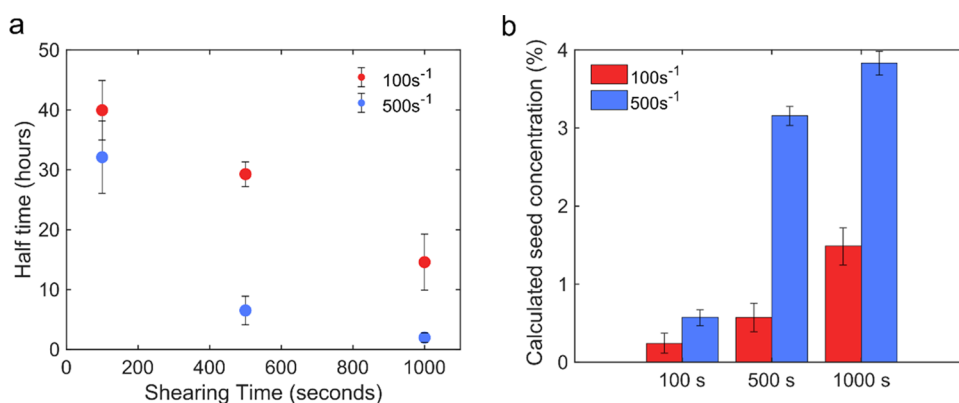 a
50
40
30
20
10
0
Half time (hours)
100s⁻¹
500s⁻¹
0 200 400 600 800 1000
Shearing Time (seconds)
b
4
3
2
1
0
Calculated seed concentration (%)
100s⁻¹
500s⁻¹
100 s 500 s 1000 s